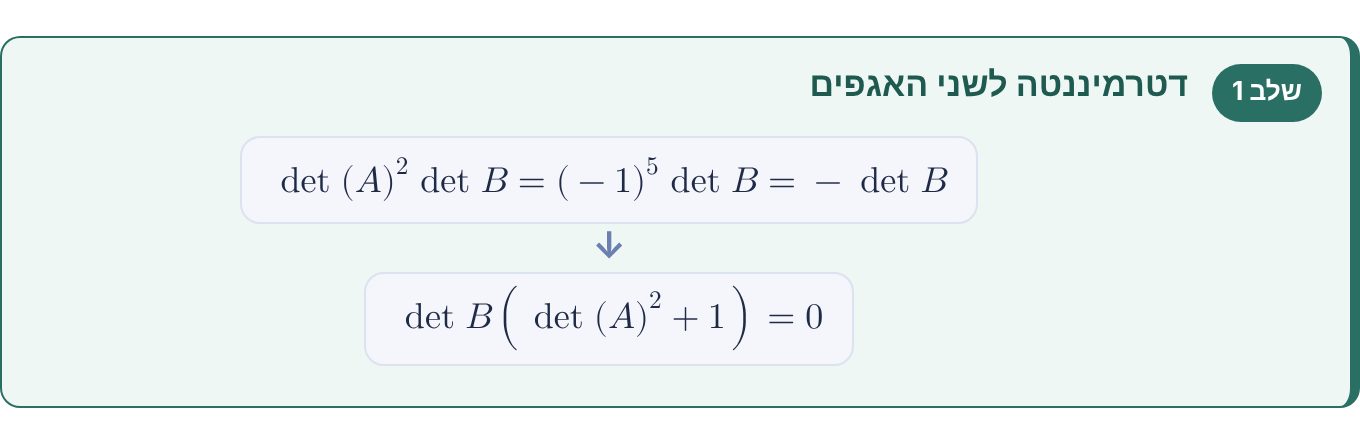 שלב 1 דטרמיננטה לשני האגפים
det (A)² det B = (−1)⁵ det B = − det B
↓
det B( det (A)² + 1 ) = 0